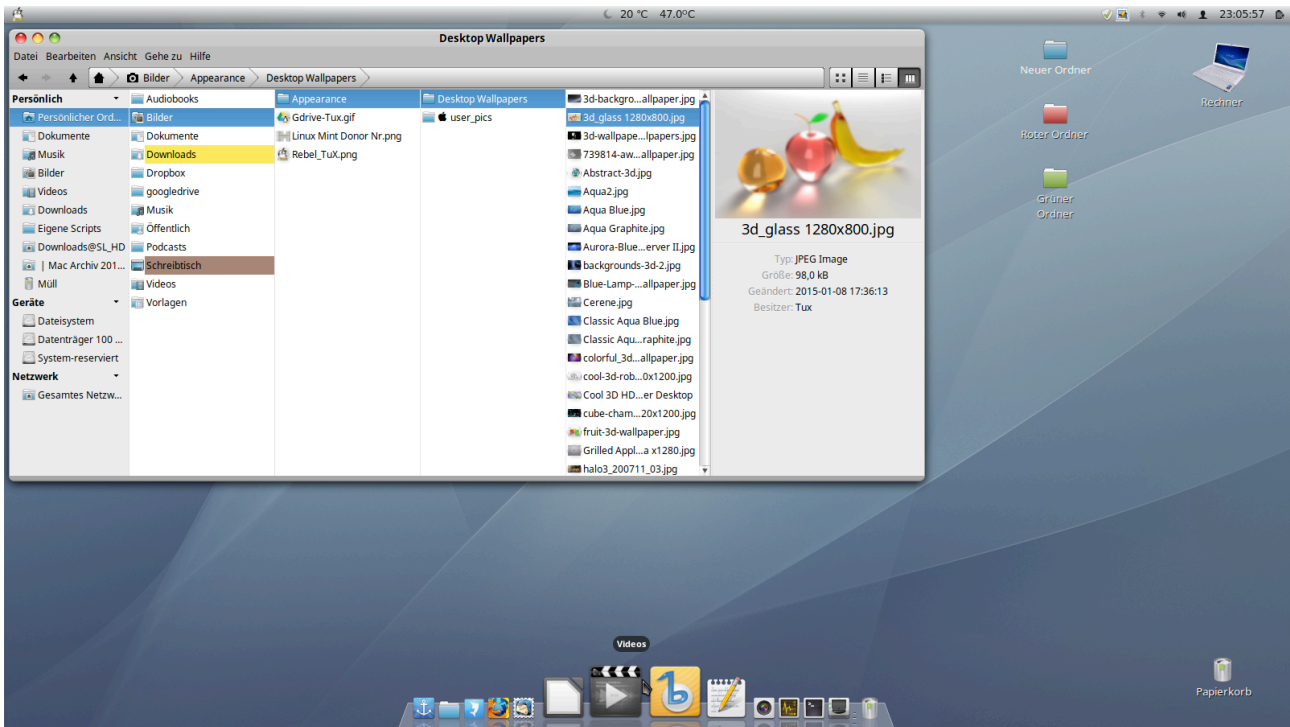 20 °C 47.0ºC
23:05:57
Desktop Wallpapers
Datei Bearbeiten Ansicht Gehe zu Hilfe
Bilder Appearance Desktop Wallpapers
Persönlich
Persönlicher Ord...
Dokumente
Musik
Bilder
Videos
Downloads
Eigene Scripts
Downloads@SL_HD
| Mac Archiv 201...
Müll
Geräte
Dateisystem
Datenträger 100 ...
System-reserviert
Netzwerk
Gesamtes Netzw...
Audiobooks
Bilder
Dokumente
Downloads
Dropbox
googledrive
Musik
Öffentlich
Podcasts
Schreibtisch
Videos
Vorlagen
Appearance
Gdrive-Tux.gif
Linux Mint Donor Nr.png
Rebel_TuX.png
Desktop Wallpapers
user_pics
3d-backgro...allpaper.jpg
3d_glass 1280x800.jpg
3d-wallpape...lpapers.jpg
739814-aw...allpaper.jpg
Abstract-3d.jpg
Aqua2.jpg
Aqua Blue.jpg
Aqua Graphite.jpg
Aurora-Blue...erver II.jpg
backgrounds-3d-2.jpg
Blue-Lamp-...allpaper.jpg
Cerene.jpg
Classic Aqua Blue.jpg
Classic Aqu...raphite.jpg
colorful_3d...allpaper.jpg
cool-3d-rob...0x1200.jpg
Cool 3D HD...er Desktop
cube-cham...20x1200.jpg
fruit-3d-wallpaper.jpg
Grilled Appl...a x1280.jpg
halo3_200711_03.jpg
3d_glass 1280x800.jpg
Typ: JPEG Image
Größe: 98,0 kB
Geändert: 2015-01-08 17:36:13
Besitzer: Tux
Neuer Ordner
Roter Ordner
Grüner
Ordner
Rechner
Videos
Papierkorb